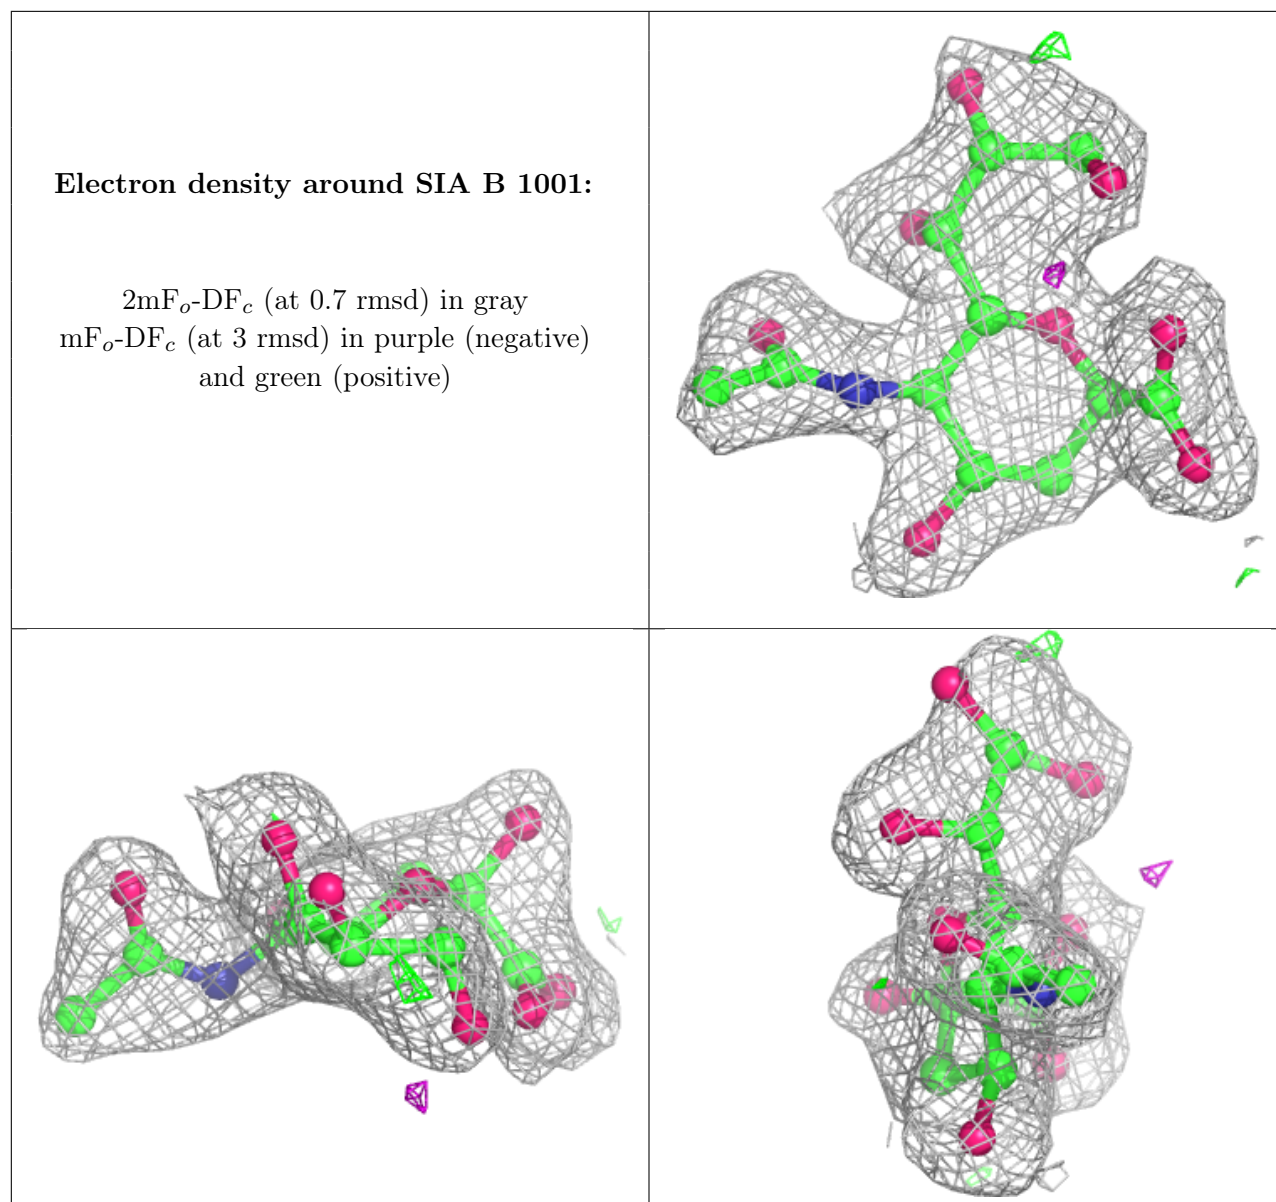 Electron density around SIA B 1001:
2mFo-DFc (at 0.7 rmsd) in gray
mFo-DFc (at 3 rmsd) in purple (negative)
and green (positive)